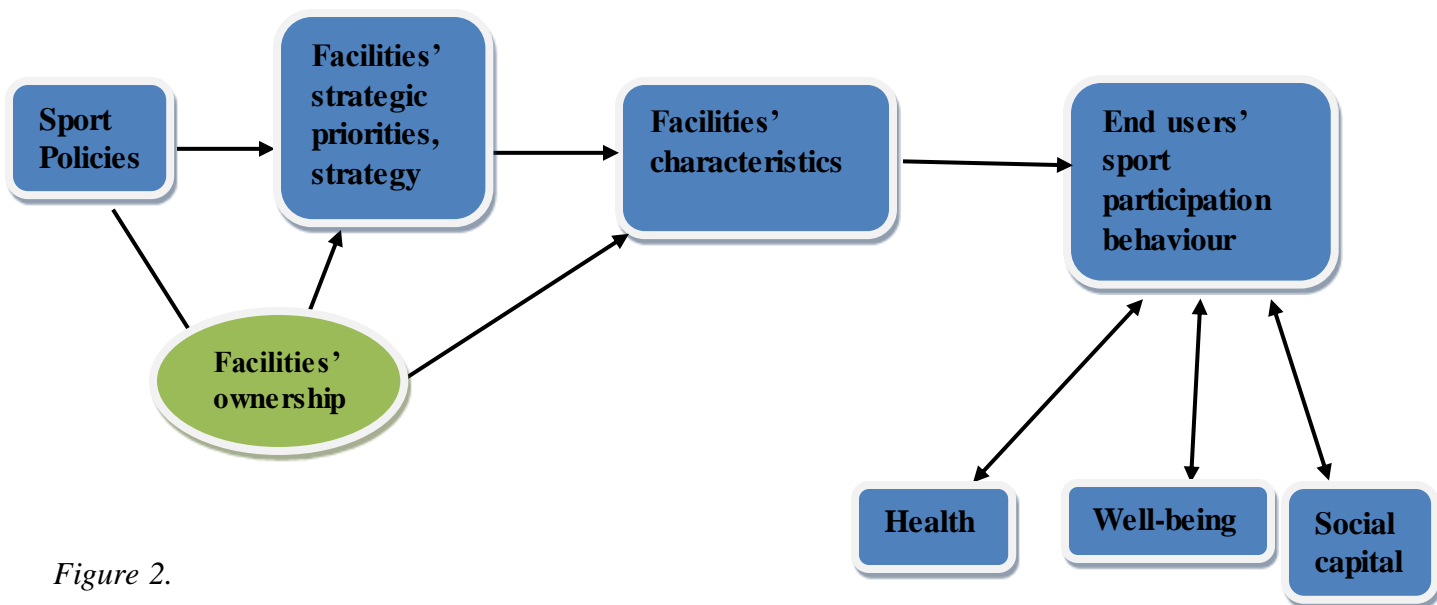 Sport
Policies
Facilities’
strategic
priorities,
strategy
Facilities’
characteristics
End users’
sport
participation
behaviour
Facilities’
ownership
Health
Well-being
Social
capital
Figure 2.